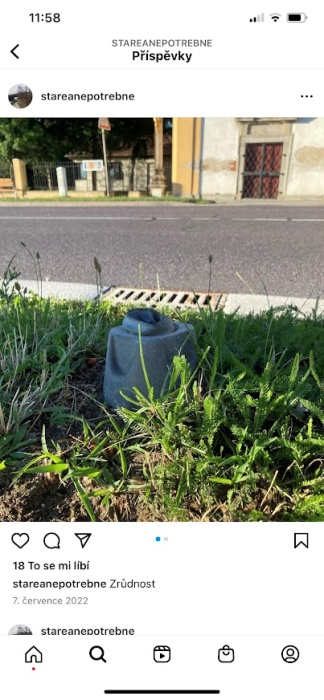 11:58
STAREANEPOTREBNE
Příspěvky
stareanepotrebne
18 To se mi líbí
stareanepotrebne Zrůdnost
7. července 2022
stareanepotrebne